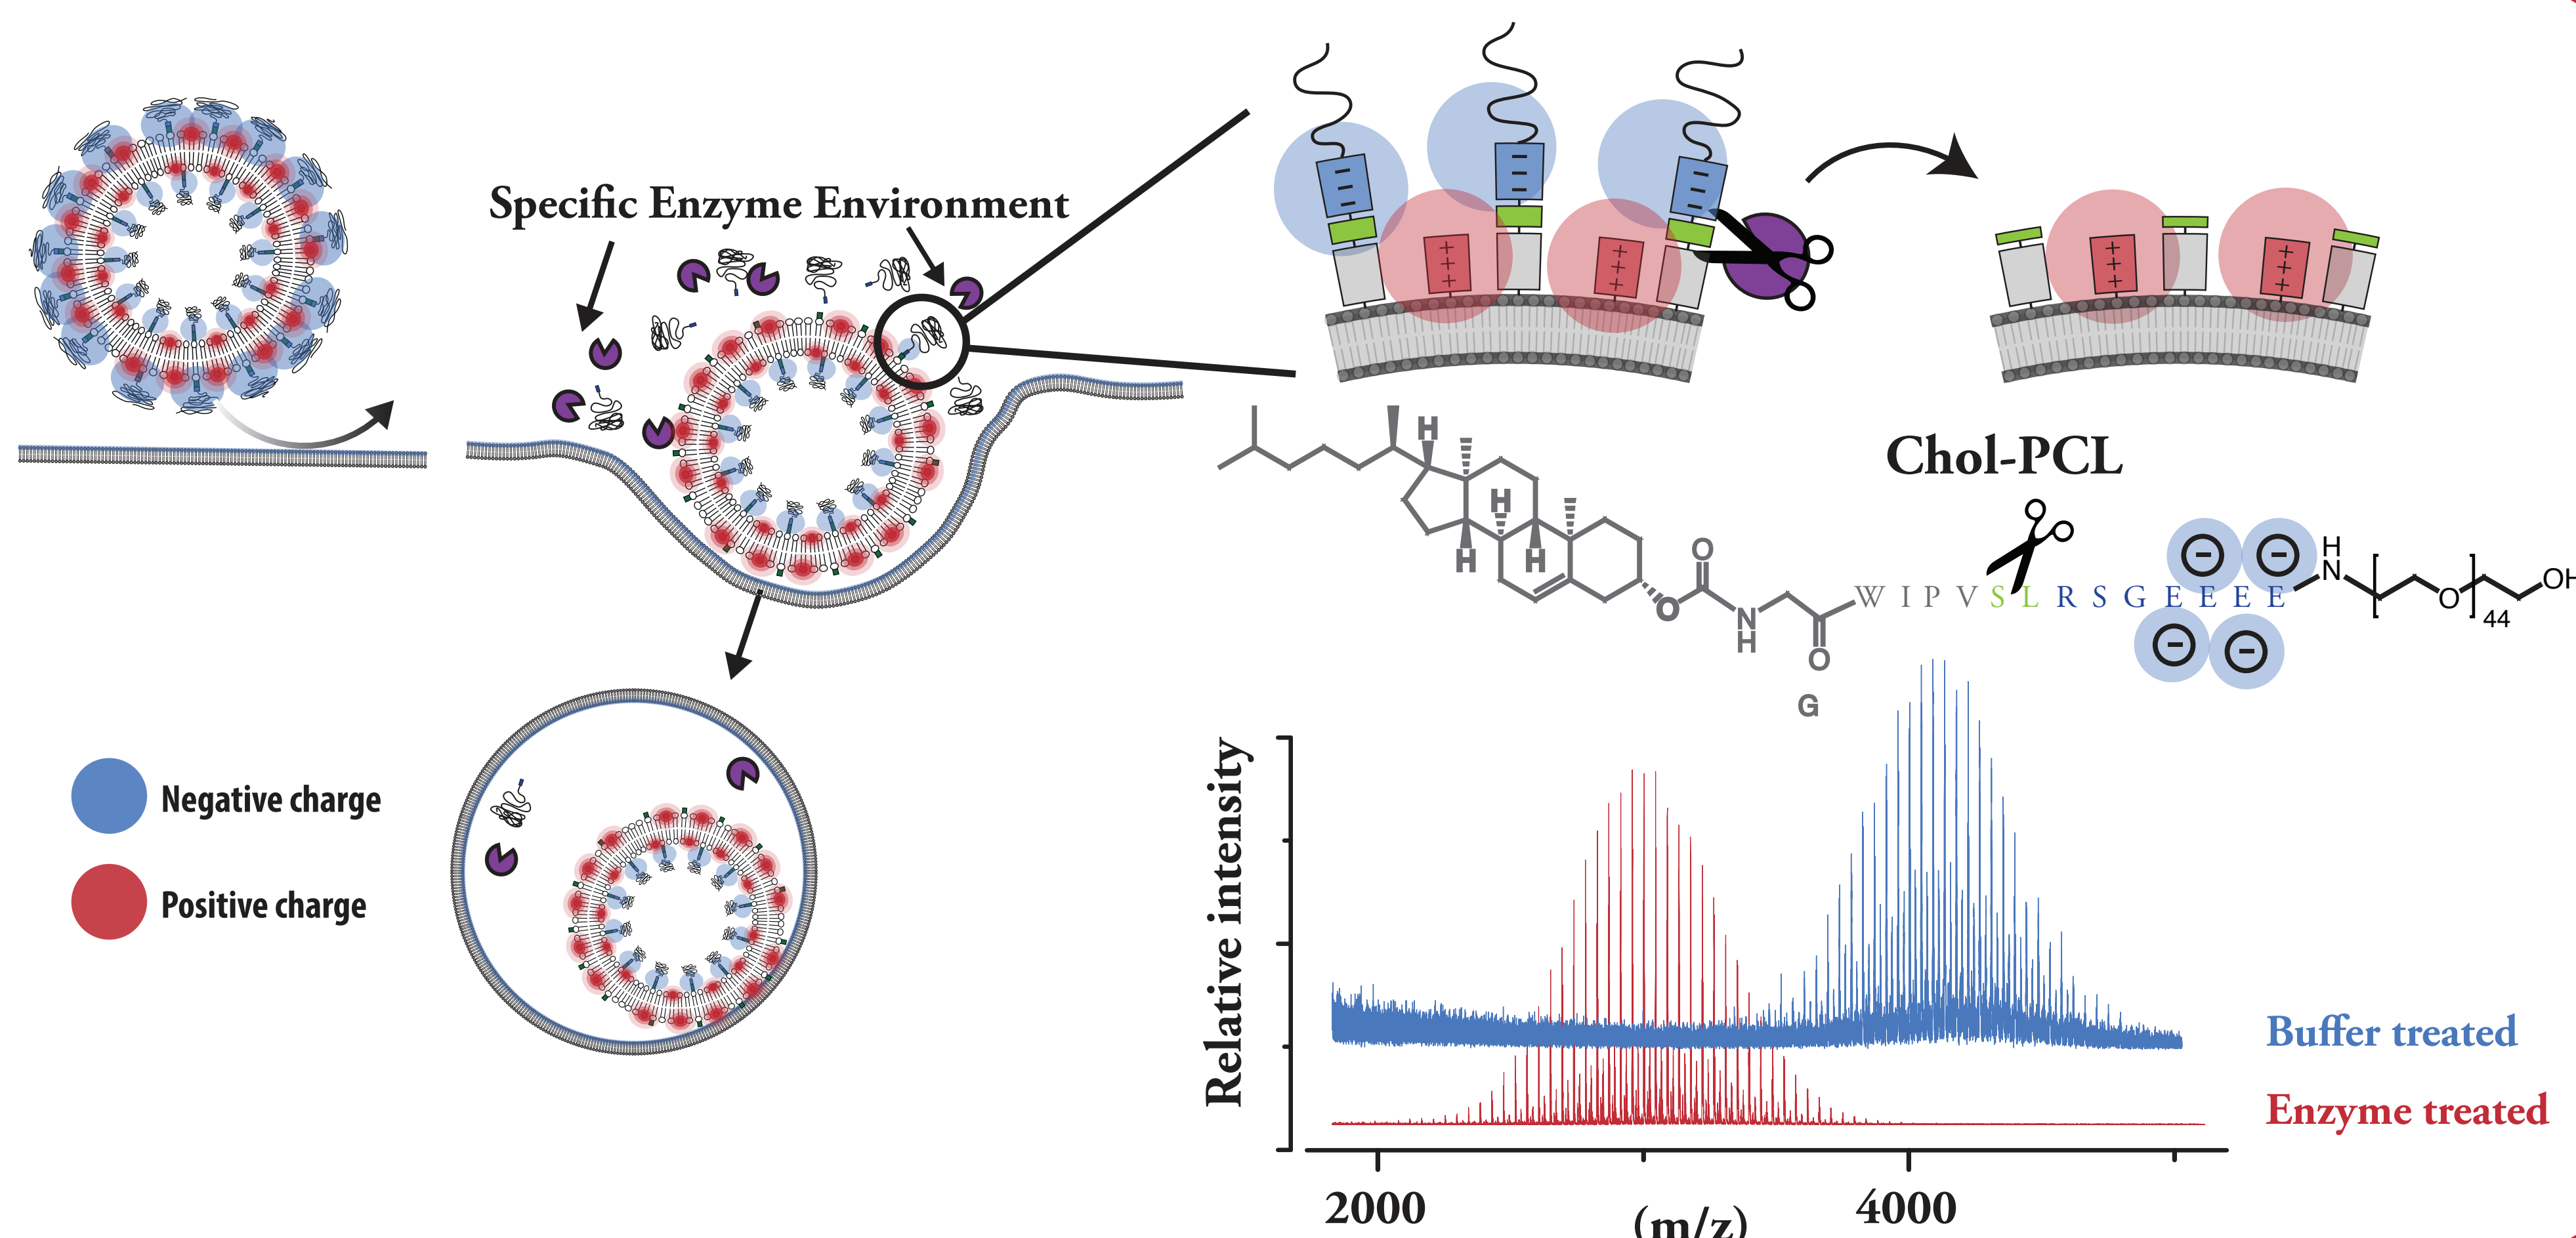 Specific Enzyme Environment
− − −
− − −
− − −
+ + +
+ + +
+ + +
+ + +
Chol-PCL
H
H
H
H
O
O
N
H
O
G
W I P V S L R S G E E E E
− −
− −
H
N
O
44
OH
Negative charge
Positive charge
Relative intensity
Buffer treated
Enzyme treated
2000
4000
(m/z)